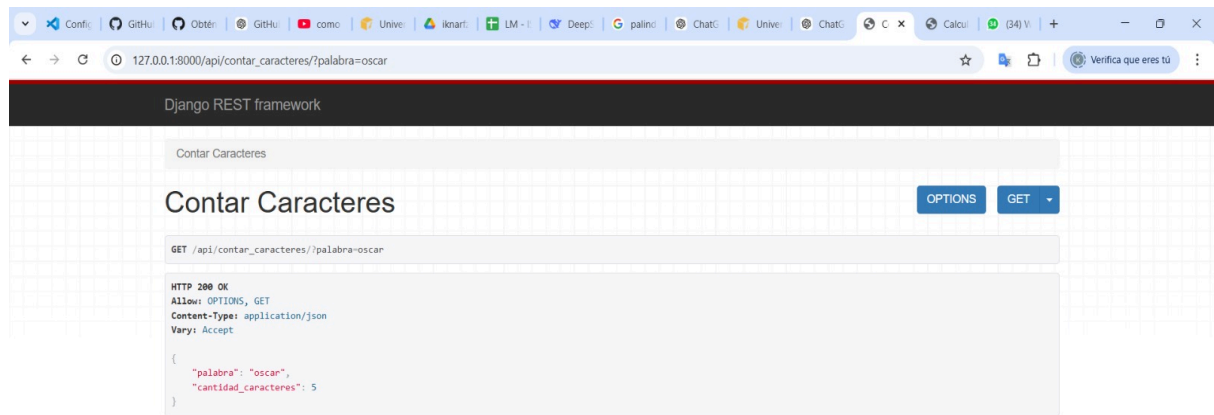 Config
GitHu
Obtén
GitHu
como
Unive
iknart
LM - I
DeepS
palind
ChatG
Unive
ChatG
C
Calcul
(34) W
127.0.0.1:8000/api/contar_caracteres/?palabra=oscar
Verifica que eres tú
Django REST framework
Contar Caracteres
Contar Caracteres
OPTIONS
GET
GET /api/contar_caracteres/?palabra=oscar
HTTP 200 OK
Allow: OPTIONS, GET
Content-Type: application/json
Vary: Accept
{
"palabra": "oscar",
"cantidad_caracteres": 5
}